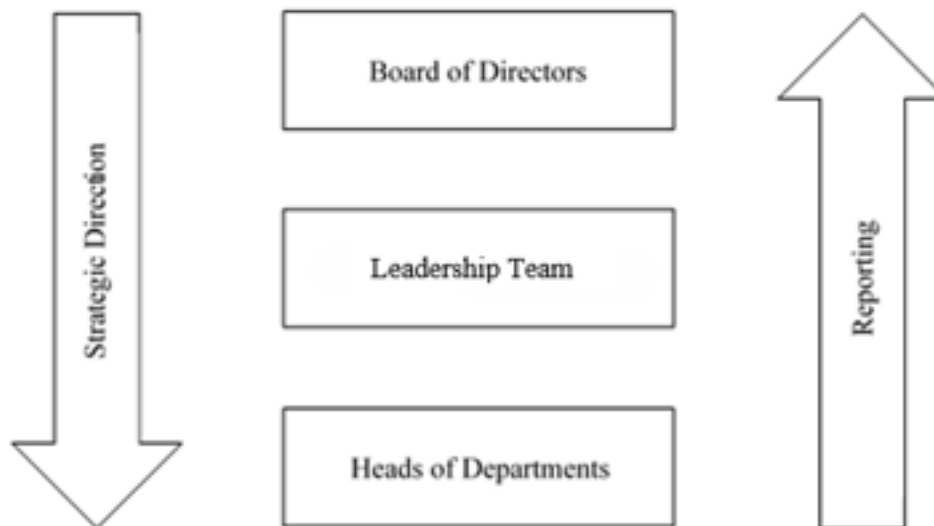 Board of Directors
Strategic Direction
Leadership Team
Reporting
Heads of Departments